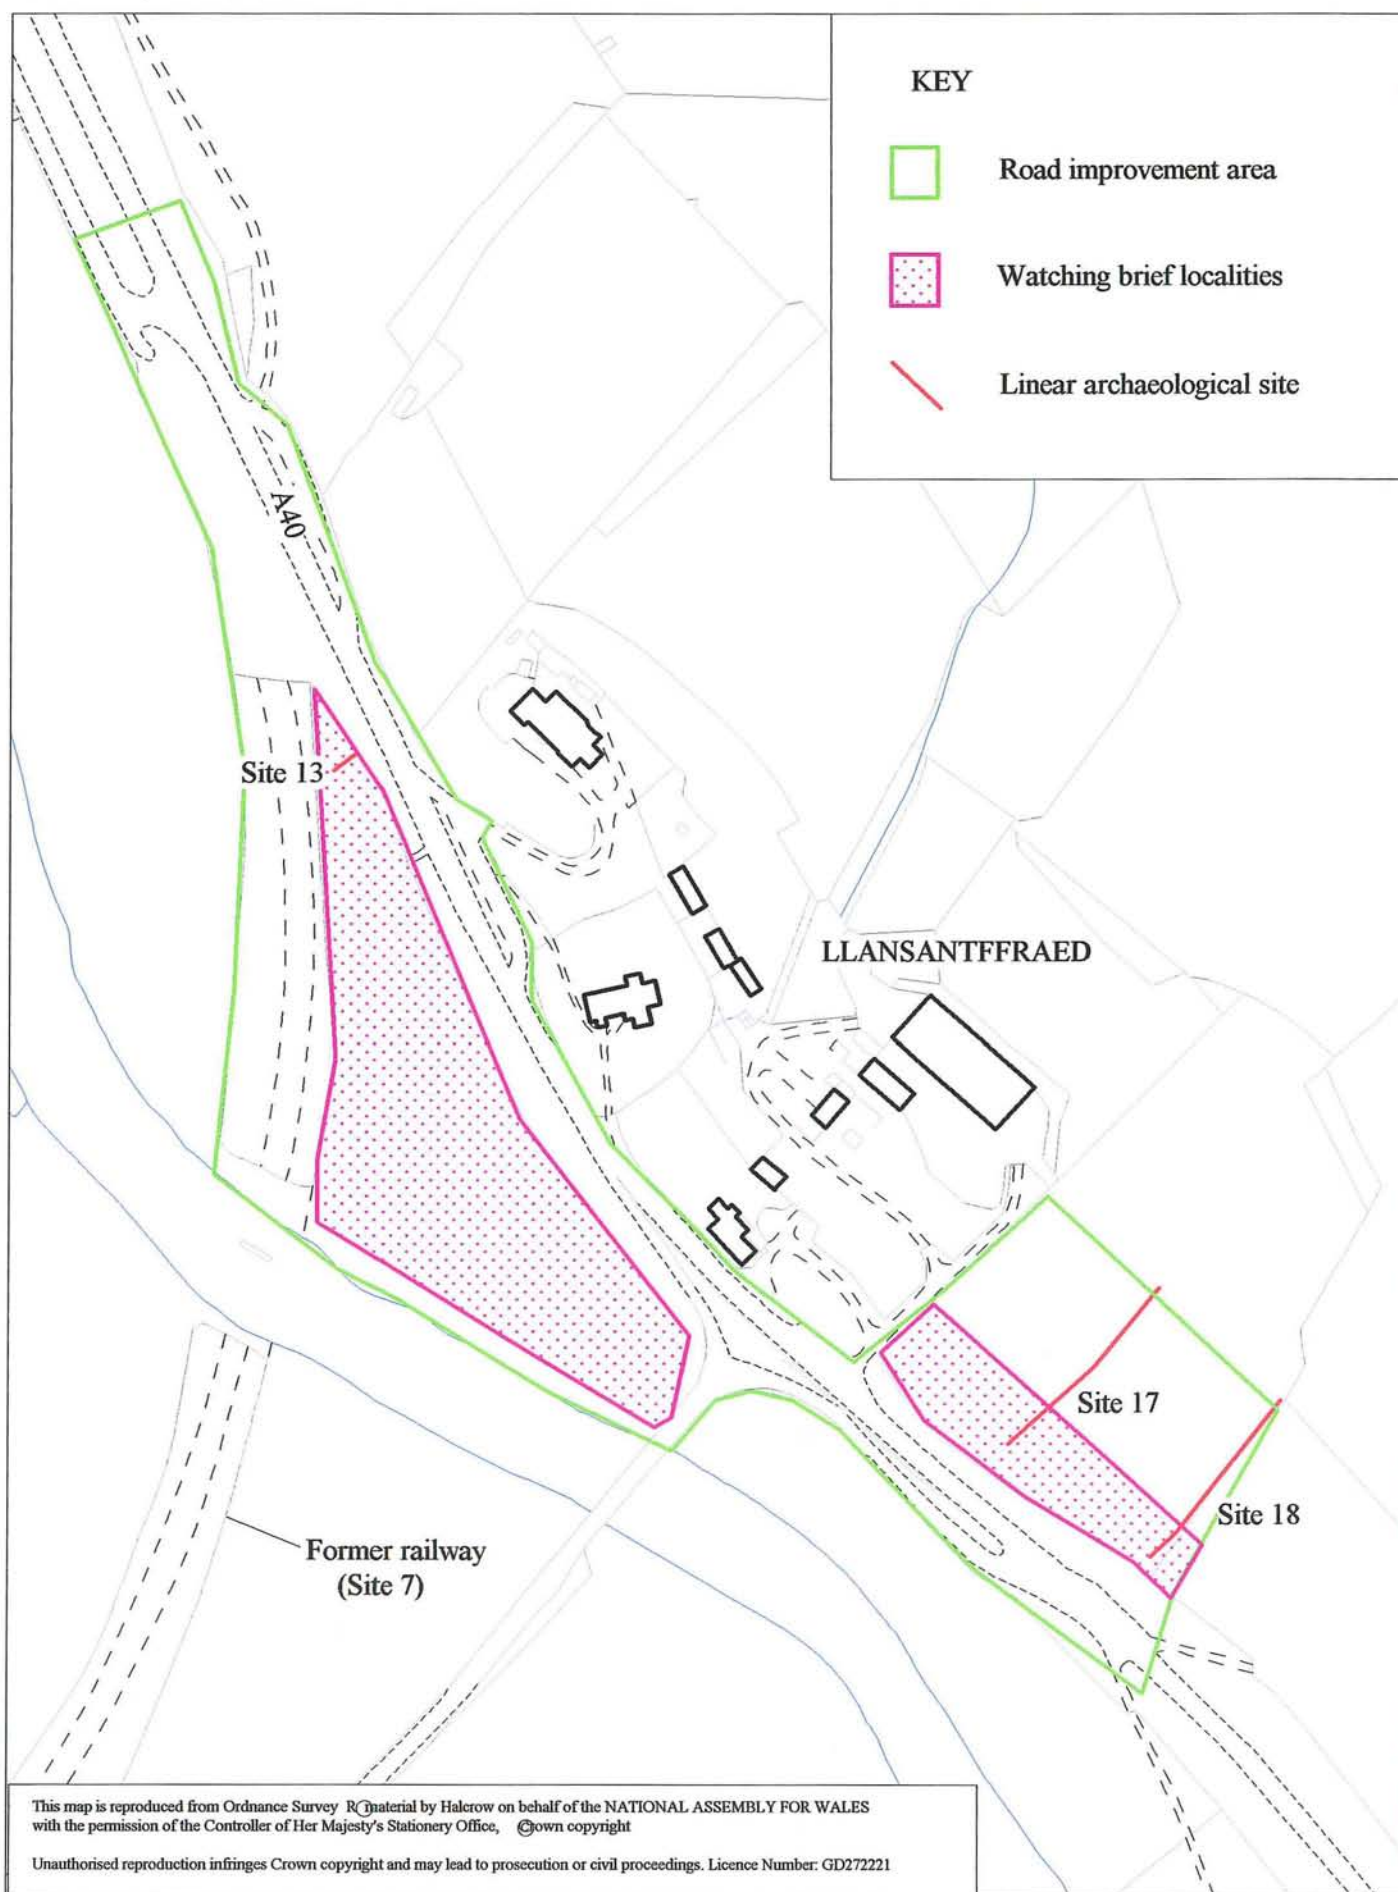 KEY
Road improvement area
Watching brief localities
Linear archaeological site
A40
Site 13
LLANSANTFFRAED
Site 17
Site 18
Former railway
(Site 7)
This map is reproduced from Ordnance Survey R material by Halcrow on behalf of the NATIONAL ASSEMBLY FOR WALES
with the permission of the Controller of Her Majesty's Stationery Office, ©rown copyright
Unauthorised reproduction infringes Crown copyright and may lead to prosecution or civil proceedings. Licence Number: GD272221